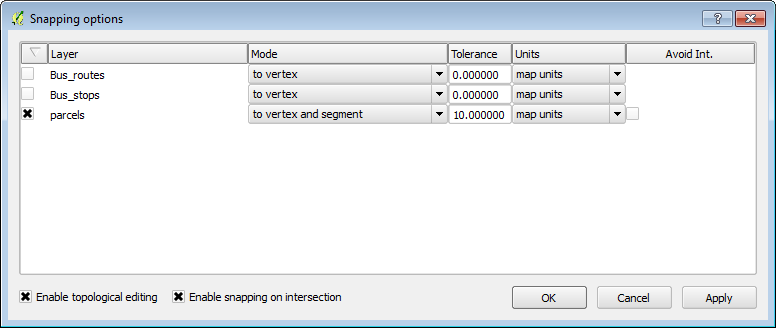 Snapping options
Layer Mode Tolerance Units Avoid Int.
Bus_routes to vertex 0.000000 map units
Bus_stops to vertex 0.000000 map units
parcels to vertex and segment 10.000000 map units
Enable topological editing Enable snapping on intersection OK Cancel Apply